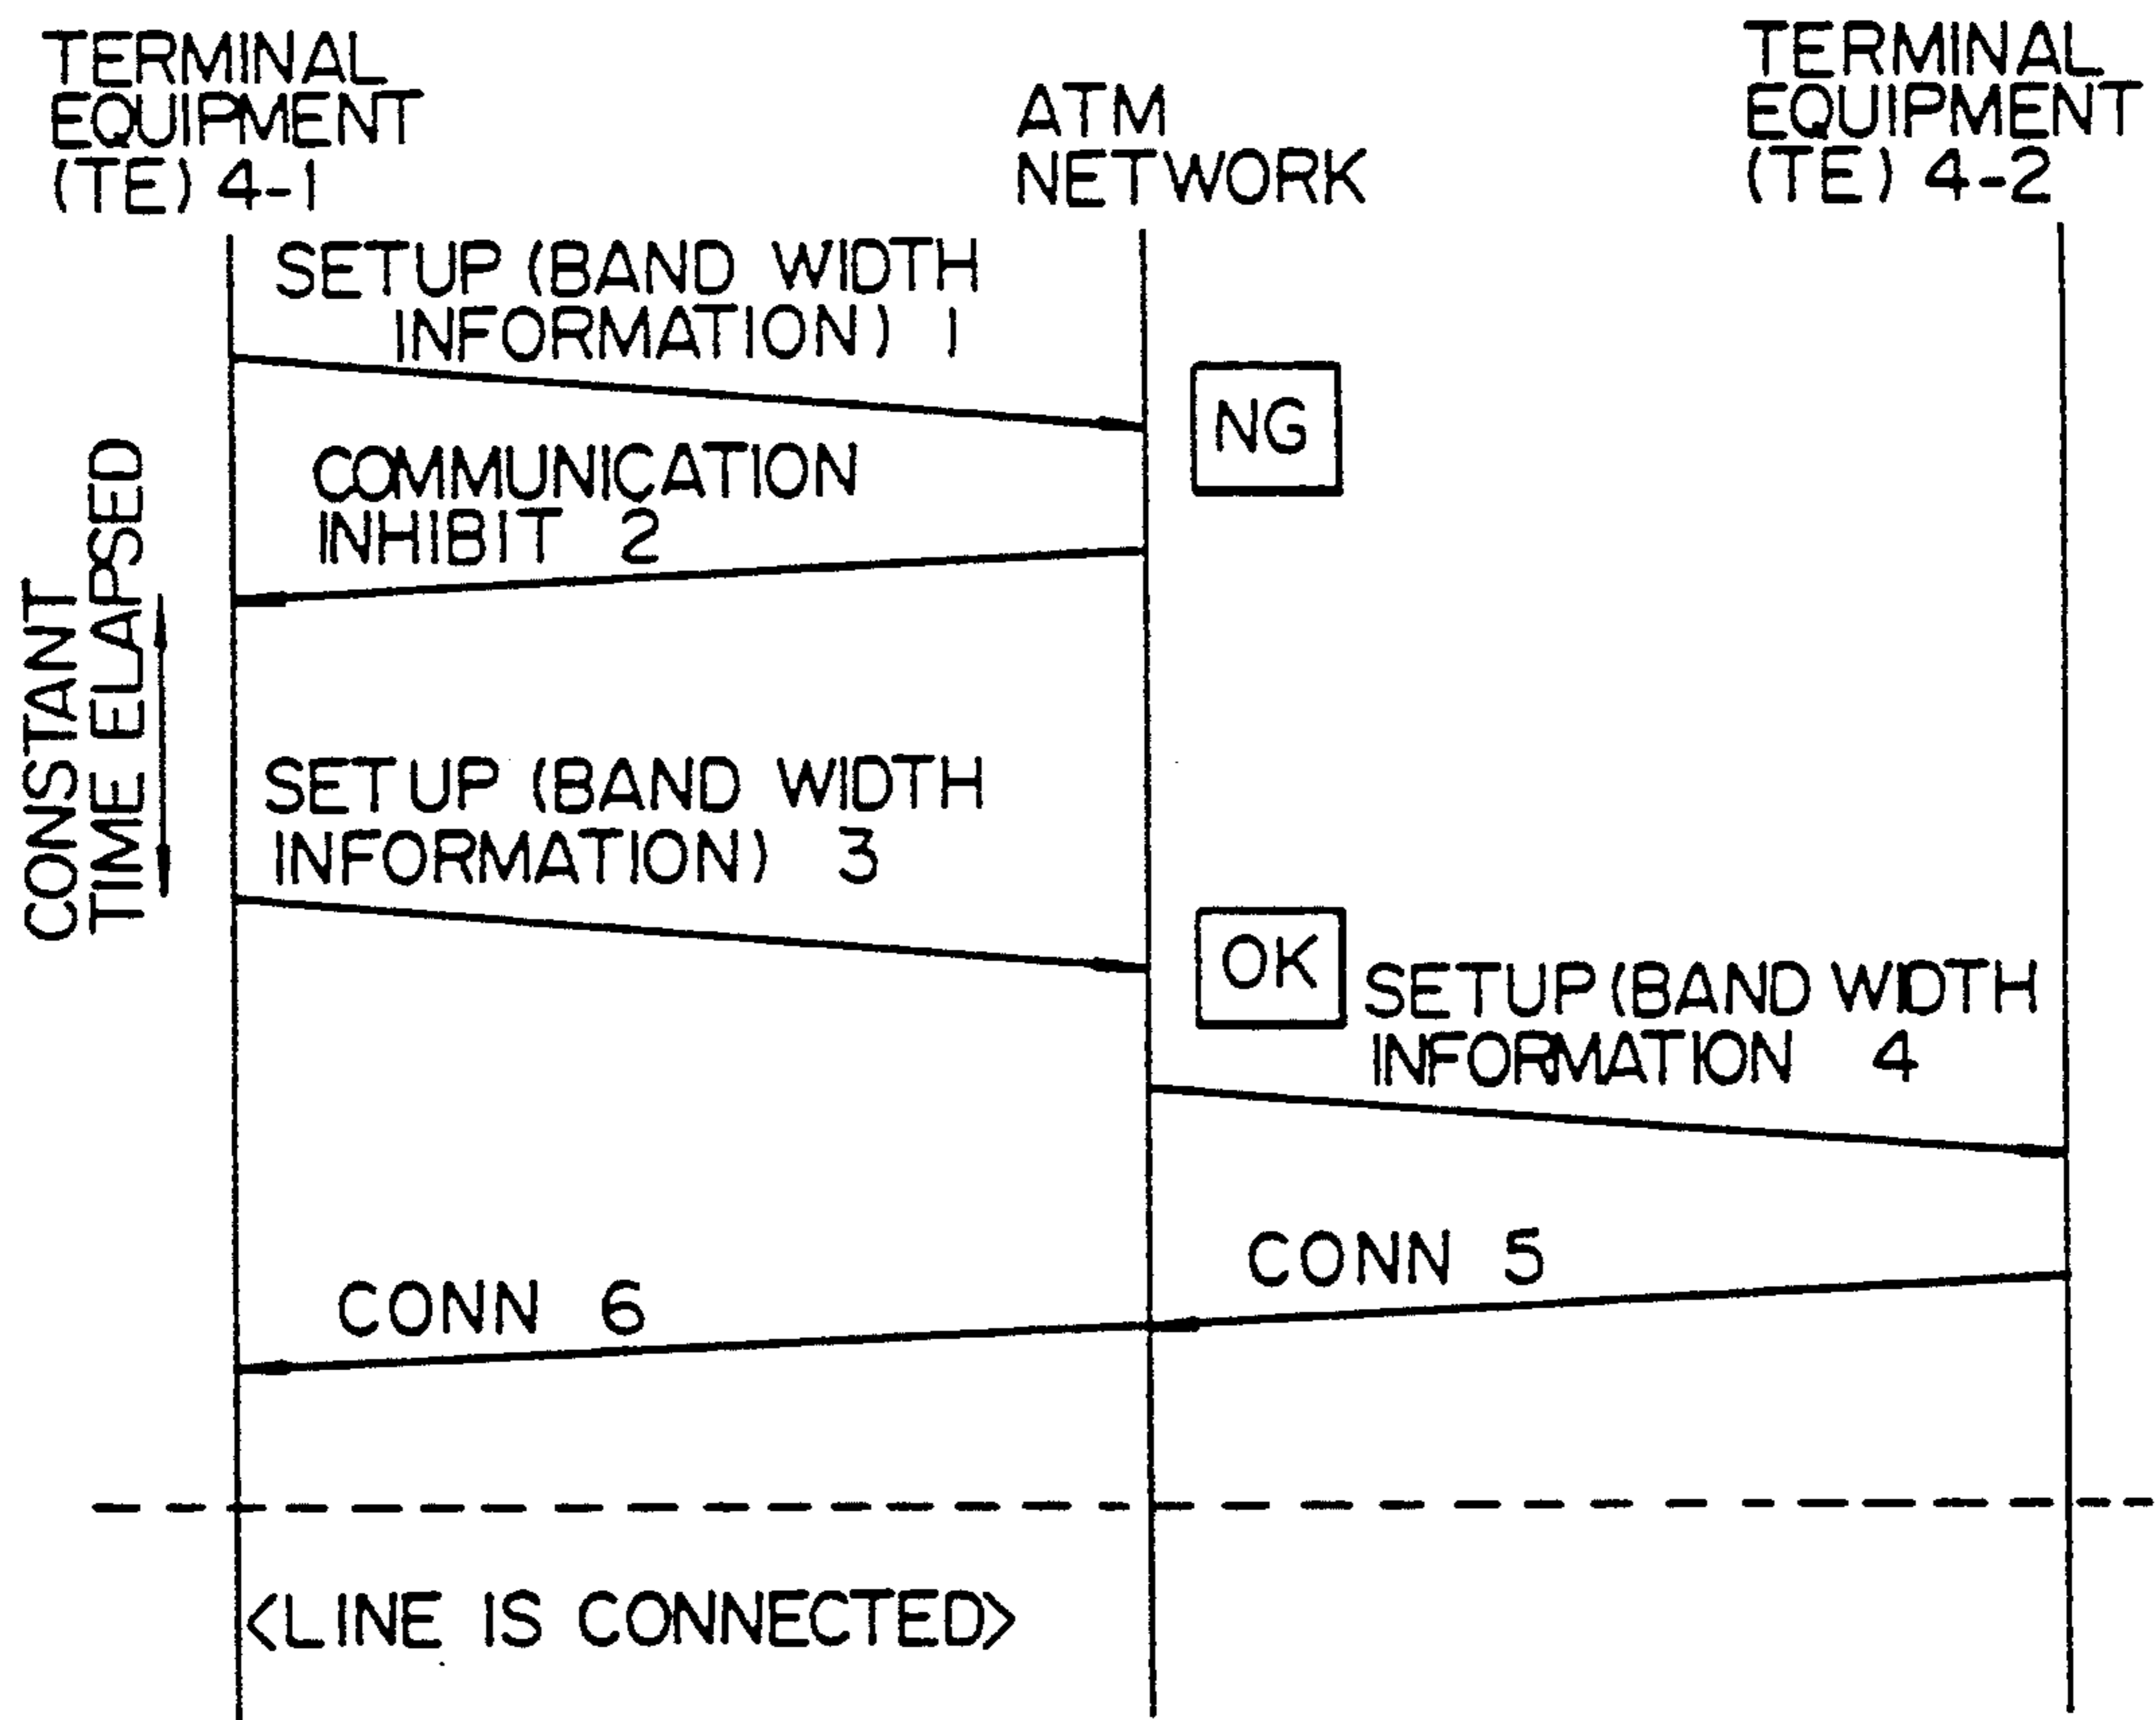 TERMINAL
EQUIPMENT
(TE) 4-1
ATM
NETWORK
TERMINAL
EQUIPMENT
(TE) 4-2
SETUP (BAND WIDTH
INFORMATION) 1
NG
COMMUNICATION
INHIBIT 2
CONSTANT
TIME ELAPSED
SETUP (BAND WIDTH
INFORMATION) 3
OK
SETUP (BAND WIDTH
INFORMATION 4
CONN 5
CONN 6
<LINE IS CONNECTED>